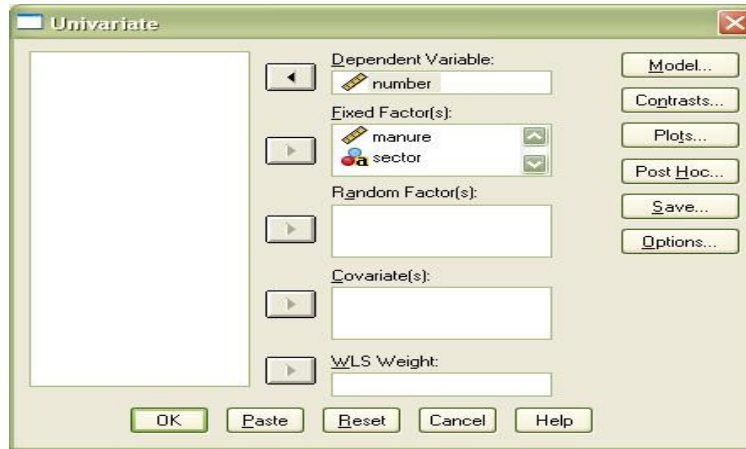 Univariate
Dependent Variable:
number
Fixed Factor(s):
manure
a sector
Random Factor(s):
Covariate(s):
WLS Weight:
Model...
Contrasts...
Plots...
Post Hoc...
Save...
Options...
OK
Paste
Reset
Cancel
Help